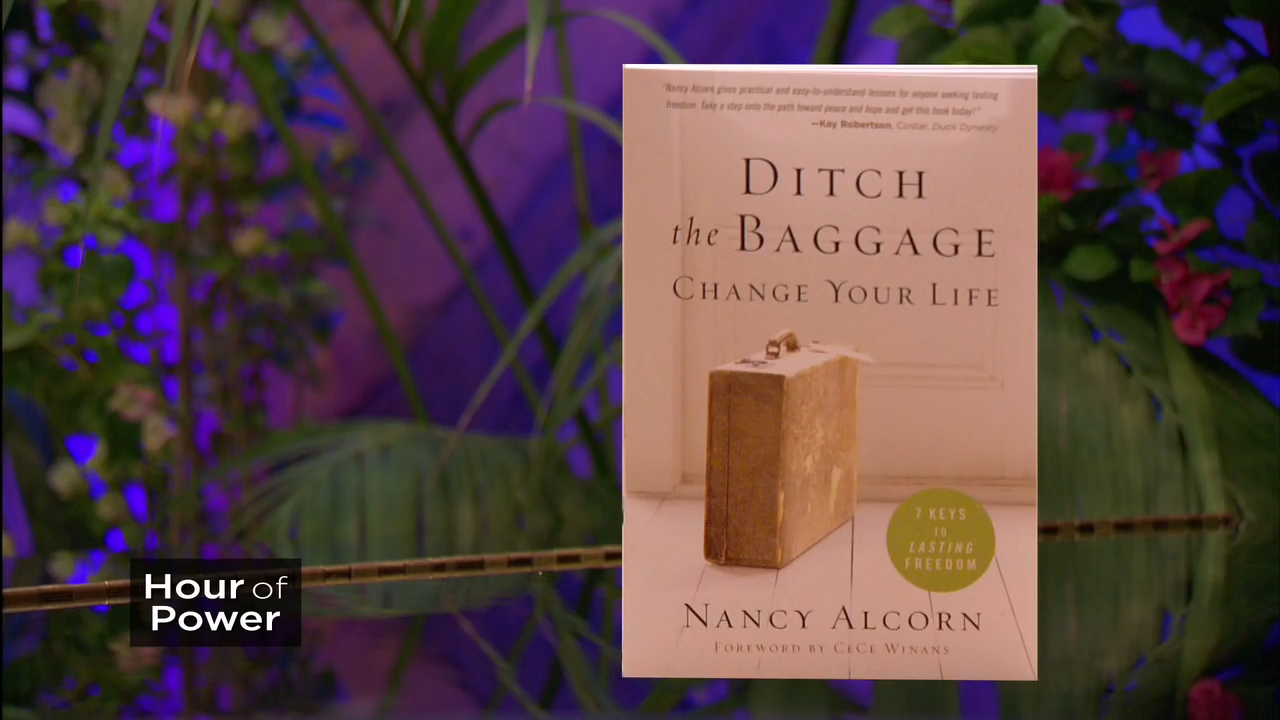 "Nancy Alcorn gives practical and easy-to-understand lessons for anyone seeking lasting
freedom. Take a step onto the path toward peace and hope and get this book today!"
—Kay Robertson, Costar, Duck Dynasty
DITCH
the BAGGAGE
CHANGE YOUR LIFE
7 KEYS
TO
LASTING
FREEDOM
NANCY ALCORN
FOREWORD BY CECE WINANS
Hour of
Power